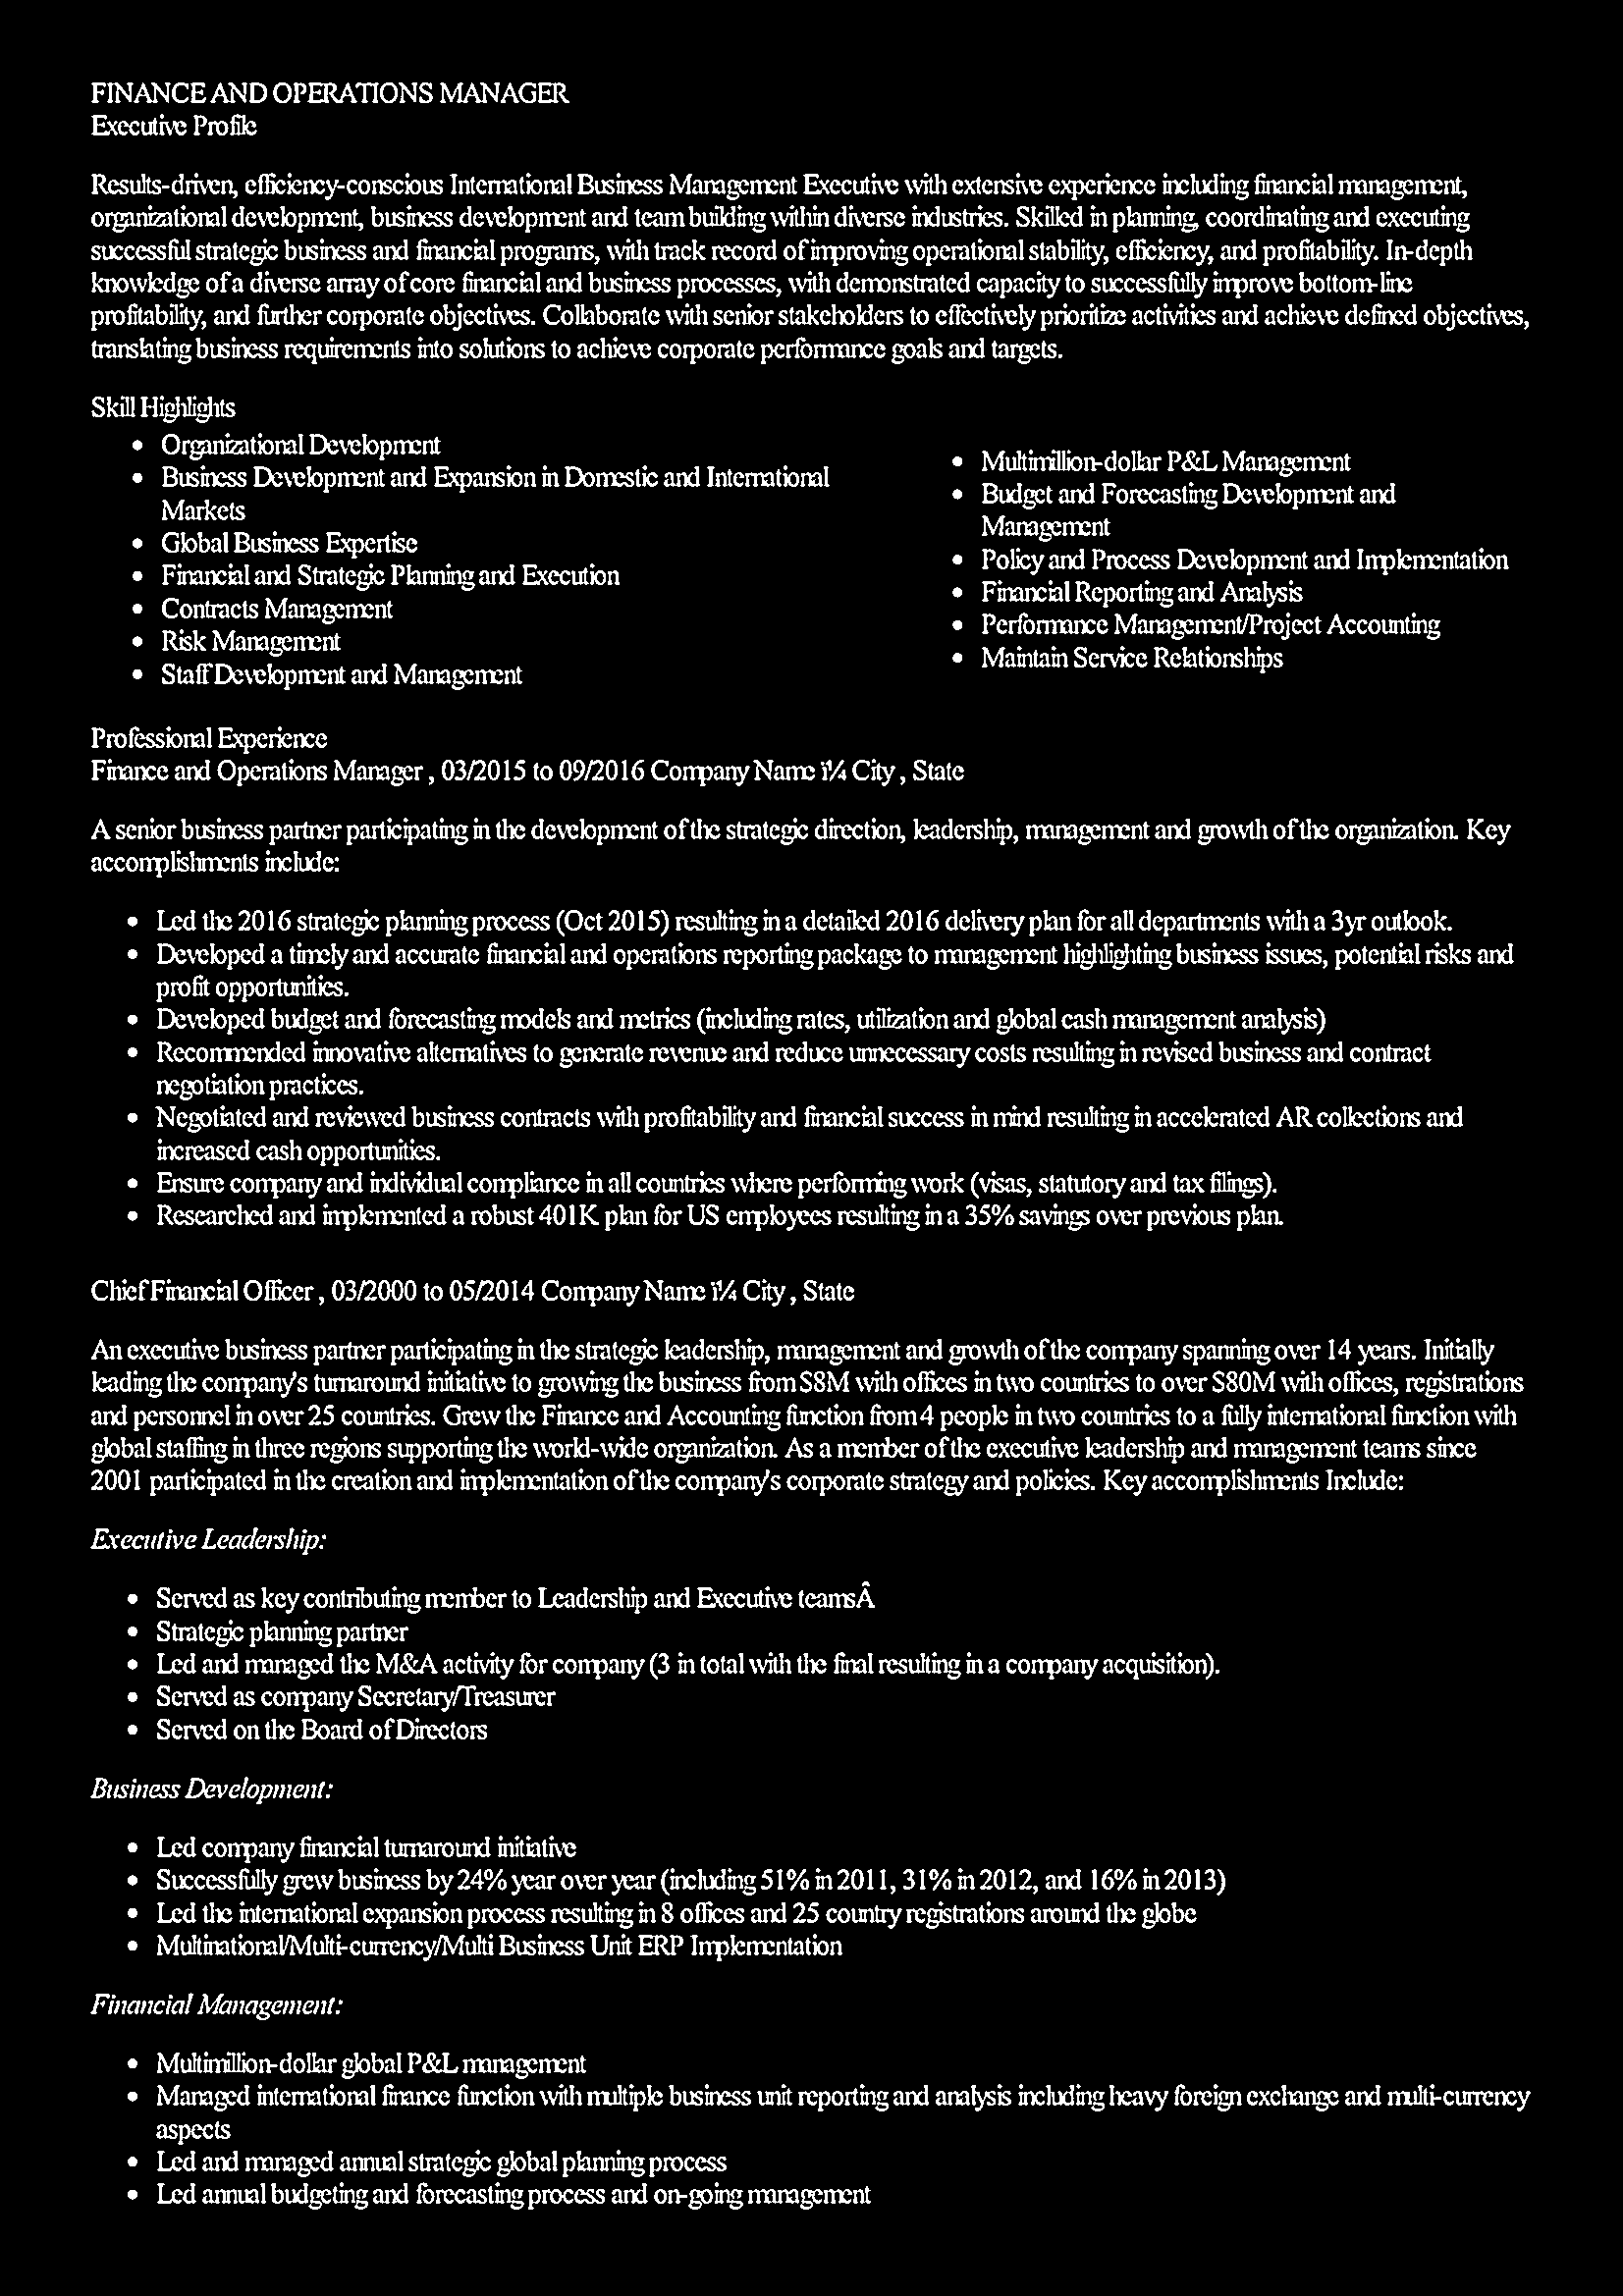 FINANCE AND OPERATIONS MANAGER
Executive Profile
Results-driven, efficiency-conscious International Business Management Executive with extensive experience including financial management,
organizational development, business development and team building within diverse industries. Skilled in planning, coordinating and executing
successful strategic business and financial programs, with track record of improving operational stability, efficiency, and profitability. In-depth
knowledge of a diverse array of core financial and business processes, with demonstrated capacity to successfully improve bottom-line
profitability, and further corporate objectives. Collaborate with senior stakeholders to effectively prioritize activities and achieve defined objectives,
translating business requirements into solutions to achieve corporate performance goals and targets.
Skill Highlights
• Organizational Development
• Business Development and Expansion in Domestic and International
Markets
• Global Business Expertise
• Financial and Strategic Planning and Execution
• Contracts Management
• Risk Management
• Staff Development and Management
• Multimillion-dollar P&L Management
• Budget and Forecasting Development and
Management
• Policy and Process Development and Implementation
• Financial Reporting and Analysis
• Performance Management/Project Accounting
• Maintain Service Relationships
Professional Experience
Finance and Operations Manager , 03/2015 to 09/2016 Company Name ï¼ City , State
A senior business partner participating in the development of the strategic direction, leadership, management and growth of the organization. Key
accomplishments include:
• Led the 2016 strategic planning process (Oct 2015) resulting in a detailed 2016 delivery plan for all departments with a 3yr outlook.
• Developed a timely and accurate financial and operations reporting package to management highlighting business issues, potential risks and
profit opportunities.
• Developed budget and forecasting models and metrics (including rates, utilization and global cash management analysis)
• Recommended innovative alternatives to generate revenue and reduce unnecessary costs resulting in revised business and contract
negotiation practices.
• Negotiated and reviewed business contracts with profitability and financial success in mind resulting in accelerated AR collections and
increased cash opportunities.
• Ensure company and individual compliance in all countries where performing work (visas, statutory and tax filings).
• Researched and implemented a robust 401K plan for US employees resulting in a 35% savings over previous plan.
Chief Financial Officer , 03/2000 to 05/2014 Company Name ï¼ City , State
An executive business partner participating in the strategic leadership, management and growth of the company spanning over 14 years. Initially
leading the company's turnaround initiative to growing the business from $8M with offices in two countries to over $80M with offices, registrations
and personnel in over 25 countries. Grew the Finance and Accounting function from 4 people in two countries to a fully international function with
global staffing in three regions supporting the world-wide organization. As a member of the executive leadership and management teams since
2001 participated in the creation and implementation of the company's corporate strategy and policies. Key accomplishments Include:
Executive Leadership:
• Served as key contributing member to Leadership and Executive teamsÂ
• Strategic planning partner
• Led and managed the M&A activity for company (3 in total with the final resulting in a company acquisition).
• Served as company Secretary/Treasurer
• Served on the Board of Directors
Business Development:
• Led company financial turnaround initiative
• Successfully grew business by 24% year over year (including 51% in 2011, 31% in 2012, and 16% in 2013)
• Led the international expansion process resulting in 8 offices and 25 country registrations around the globe
• Multinational/Multi-currency/Multi Business Unit ERP Implementation
Financial Management:
• Multimillion-dollar global P&L management
• Managed international finance function with multiple business unit reporting and analysis including heavy foreign exchange and multi-currency
aspects
• Led and managed annual strategic global planning process
• Led annual budgeting and forecasting process and on-going management